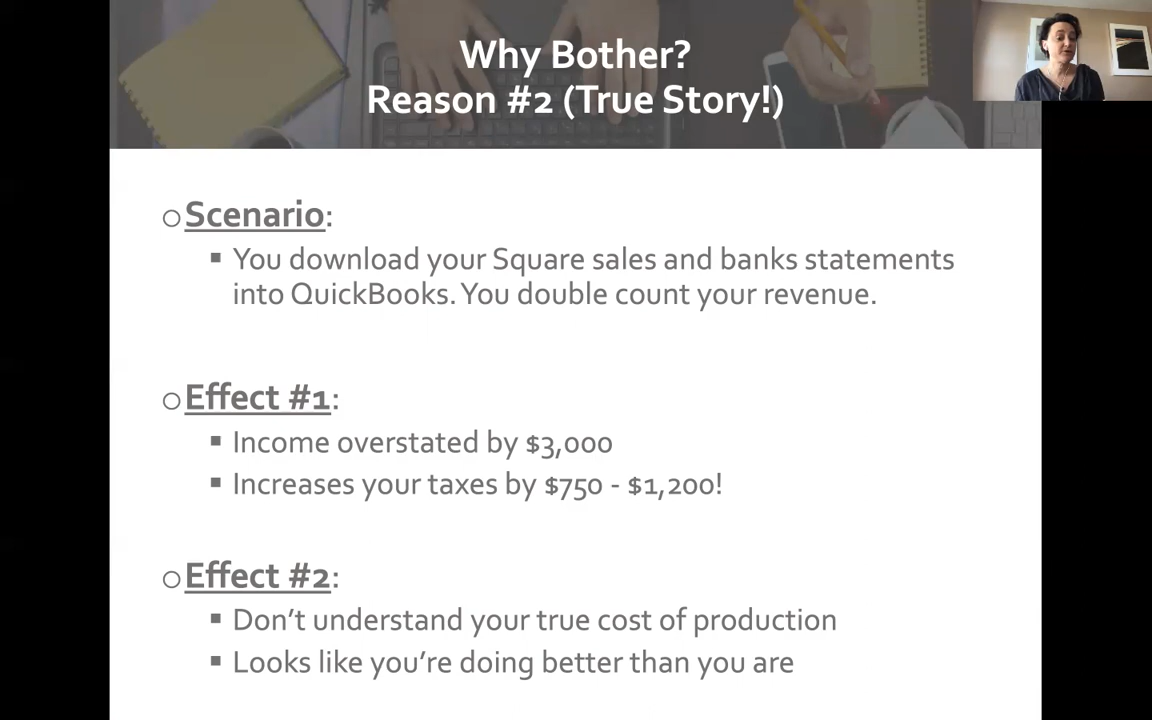 Why Bother?
Reason #2 (True Story!)
Scenario:
You download your Square sales and banks statements
into QuickBooks. You double count your revenue.
Effect #1:
Income overstated by $3,000
Increases your taxes by $750 - $1,200!
Effect #2:
Don't understand your true cost of production
Looks like you're doing better than you are